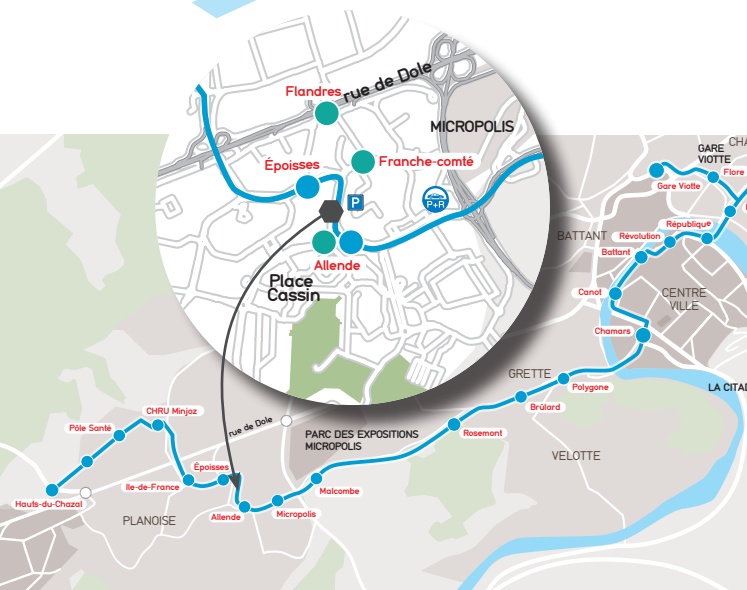 Flandres
rue de Dole
MICROPOLIS
Époisses
Franche-comté
P
P+R
Allende
Place
Cassin
GARE
VIOTTE
Flore
Gare Viotte
République
BATTANT
Révolution
Battant
Canot
CENTRE
VILLE
Chamars
GRETTE
Polygone
LA CITAD
Brûlard
CHRU Minjoz
Pôle Santé
rue de Dole
PARC DES EXPOSITIONS
MICROPOLIS
Rosemont
VELOTTE
Époisses
Ile-de-France
Malcombe
Hauts-du-Chazal
Allende
Micropolis
PLANOISE